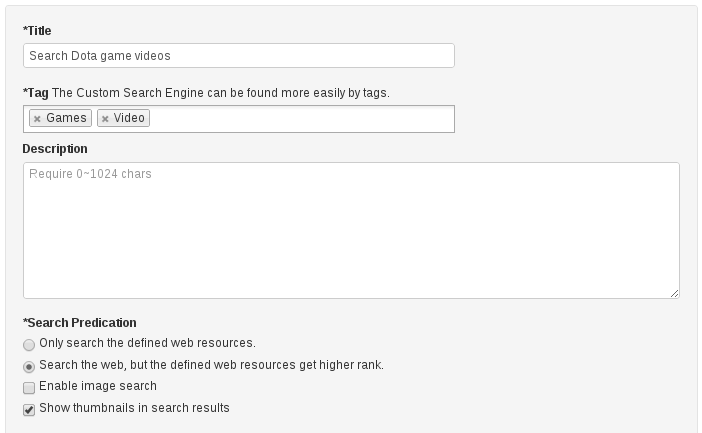 *Title
Search Dota game videos
*Tag The Custom Search Engine can be found more easily by tags.
× Games × Video
Description
Require 0~1024 chars
*Search Predication
Only search the defined web resources.
Search the web, but the defined web resources get higher rank.
Enable image search
Show thumbnails in search results